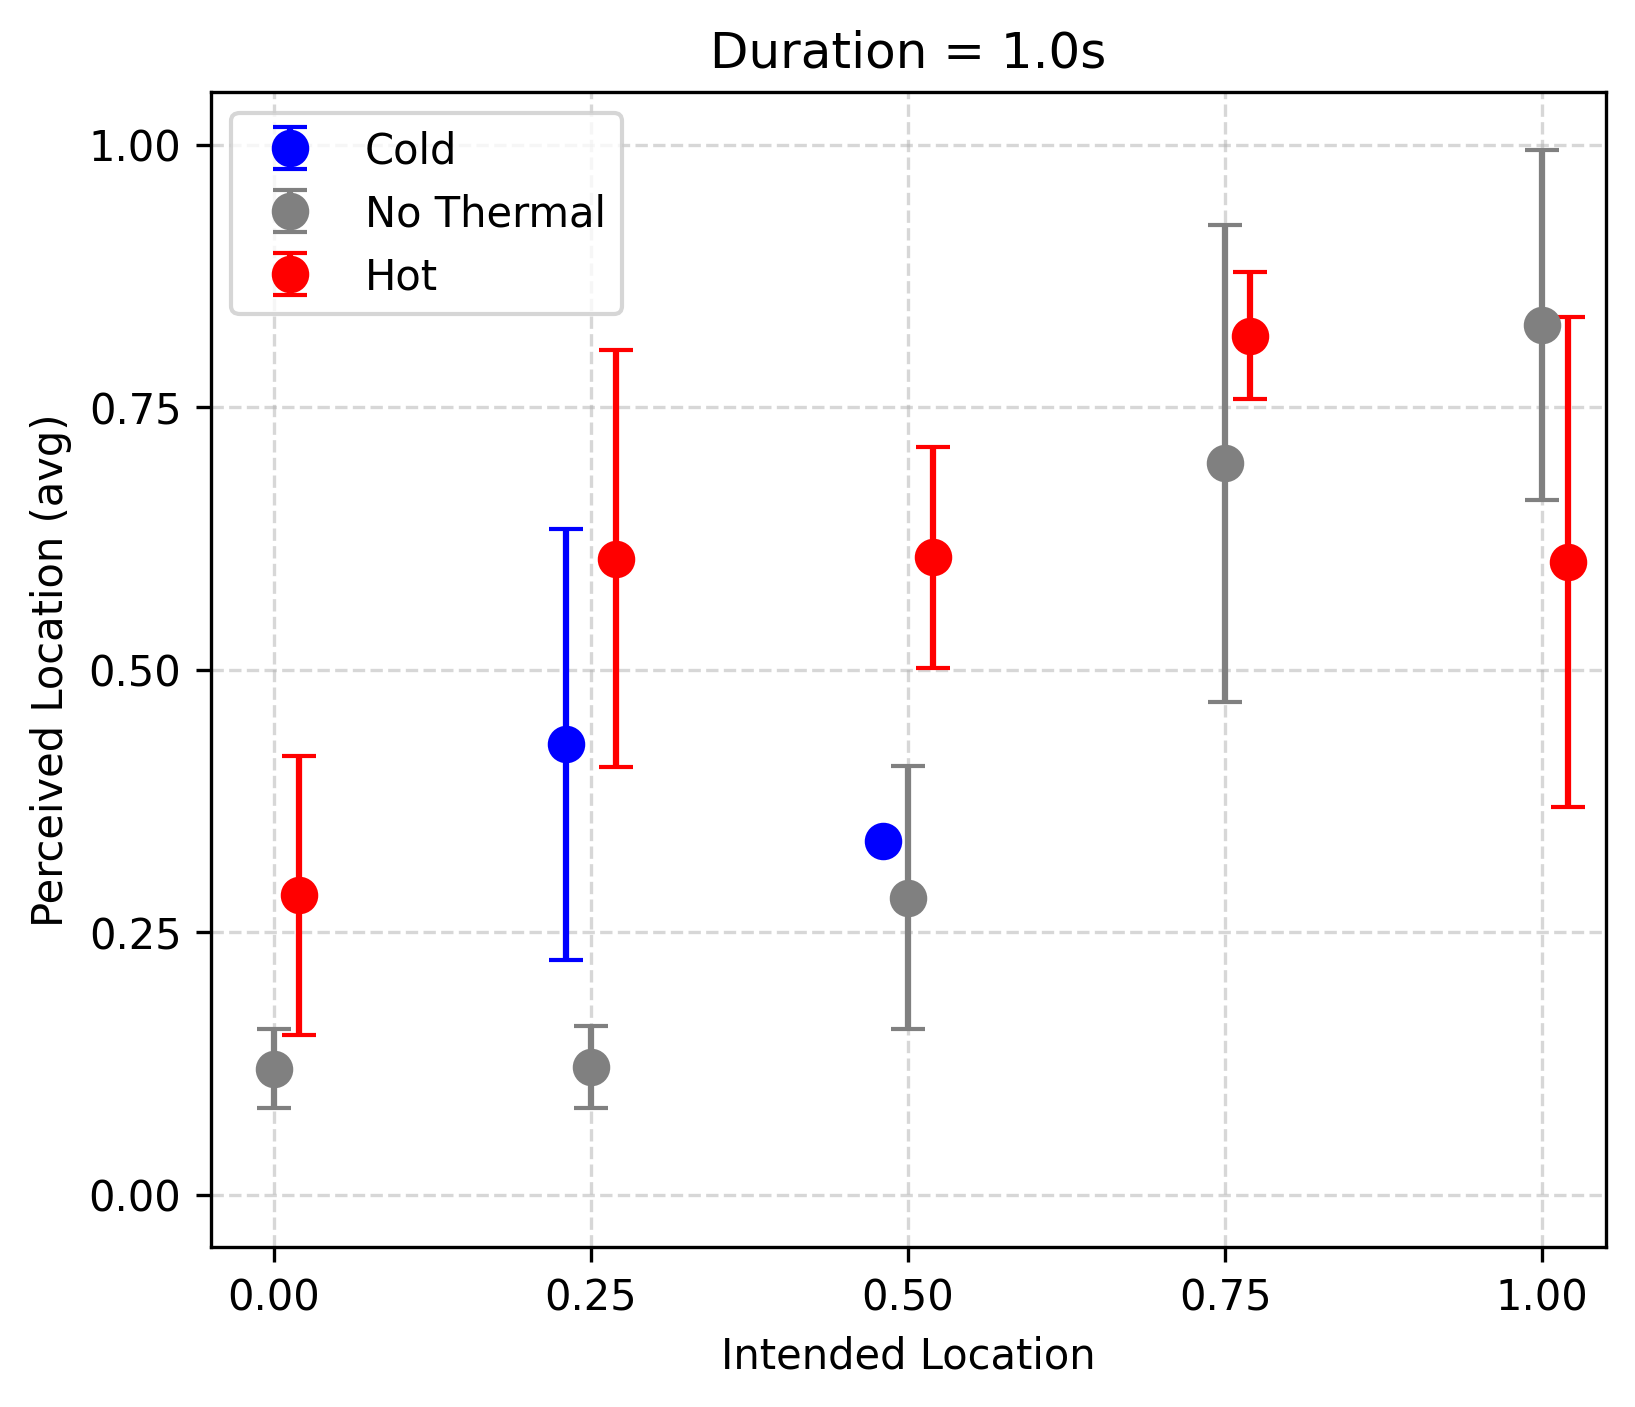 Duration = 1.0s
Cold
No Thermal
Hot
1.00
0.75
0.50
0.25
0.00
Perceived Location (avg)
0.00 0.25 0.50 0.75 1.00
Intended Location